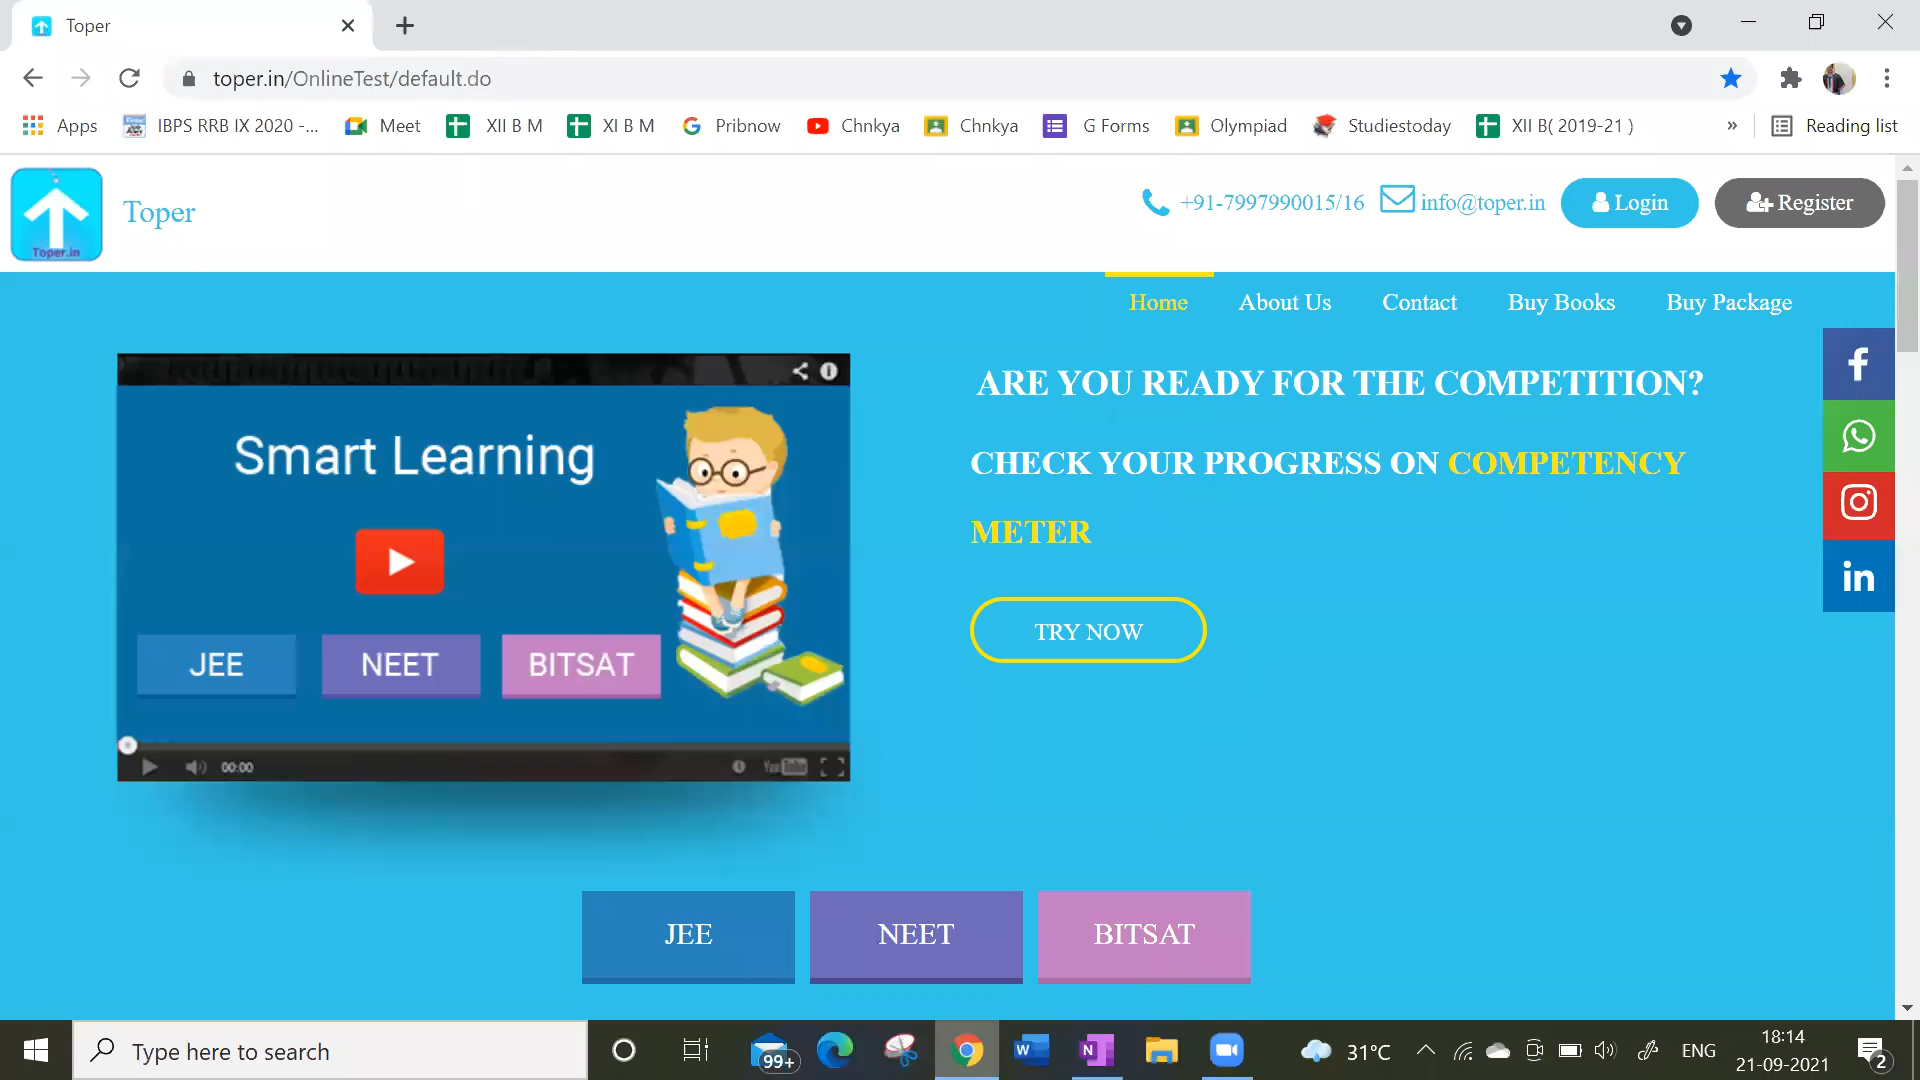 Toper
toper.in/OnlineTest/default.do
Apps
IBPS RRB IX 2020 -...
Meet
XII B M
XI B M
Pribnow
Chnkya
Chnkya
G Forms
Olympiad
Studiestoday
XII B( 2019-21 )
»
Reading list
Toper.in
Toper
+91-7997990015/16
info@toper.in
Login
Register
Home
About Us
Contact
Buy Books
Buy Package
Smart Learning
JEE
NEET
BITSAT
00:00
YouTube
ARE YOU READY FOR THE COMPETITION?
CHECK YOUR PROGRESS ON COMPETENCY
METER
TRY NOW
JEE
NEET
BITSAT
Type here to search
99+
31°C
ENG
18:14
21-09-2021
2